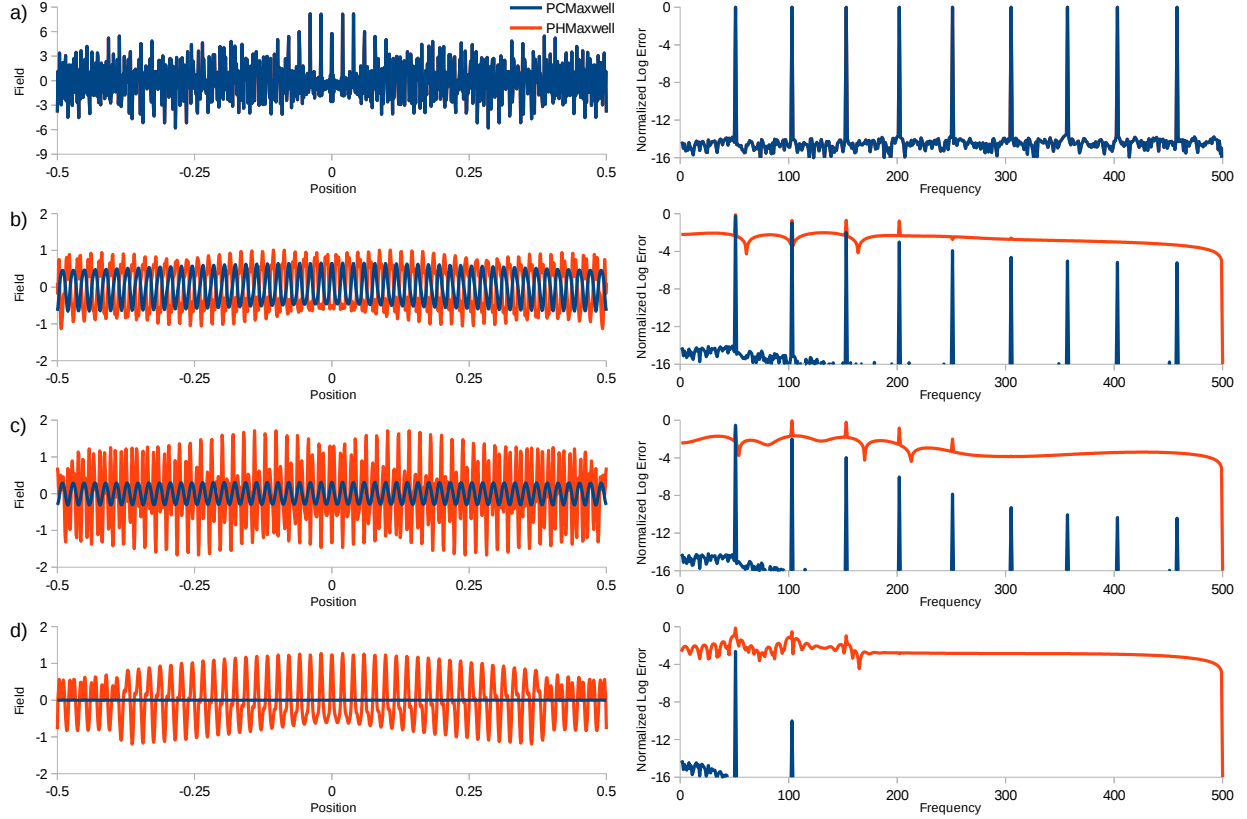 a)
PCMaxwell
PHMaxwell
Field
9
6
3
0
-3
-6
-9
-0.5 -0.25 0 0.25 0.5
Position
Normalized Log Error
0
-4
-8
-12
-16
0 100 200 300 400 500
Frequency
b)
Field
2
1
0
-1
-2
-0.5 -0.25 0 0.25 0.5
Position
Normalized Log Error
0
-4
-8
-12
-16
0 100 200 300 400 500
Frequency
c)
Field
2
1
0
-1
-2
-0.5 -0.25 0 0.25 0.5
Position
Normalized Log Error
0
-4
-8
-12
-16
0 100 200 300 400 500
Frequency
d)
Field
2
1
0
-1
-2
-0.5 -0.25 0 0.25 0.5
Position
Normalized Log Error
0
-4
-8
-12
-16
0 100 200 300 400 500
Frequency